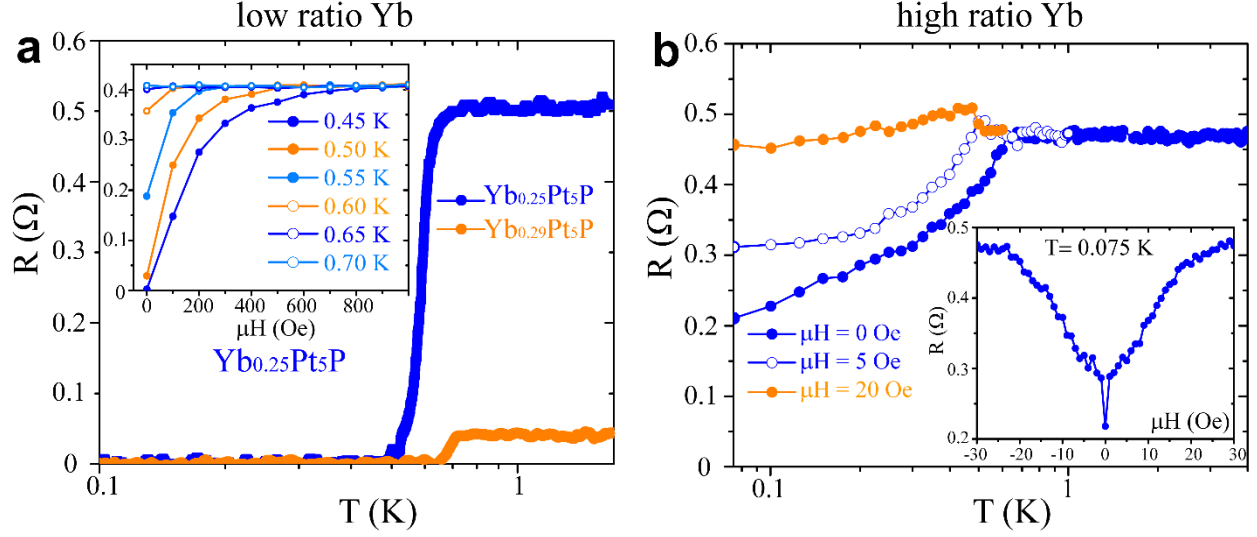 low ratio Yb
high ratio Yb
a
R (Ω)
0.6
0.5
0.4
0.3
0.2
0.1
0
0.1
1
T (K)
0.4
0.3
0.2
0.1
0
0
200
400
600
800
μH (Oe)
0.45 K
0.50 K
0.55 K
0.60 K
0.65 K
0.70 K
Yb0.25Pt5P
Yb0.25Pt5P
Yb0.29Pt5P
b
R (Ω)
0.6
0.5
0.4
0.3
0.2
0.1
0
0.1
1
T (K)
μH = 0 Oe
μH = 5 Oe
μH = 20 Oe
T= 0.075 K
R (Ω)
0.5
0.4
0.3
0.2
μH (Oe)
-30
-20
-10
0
10
20
30